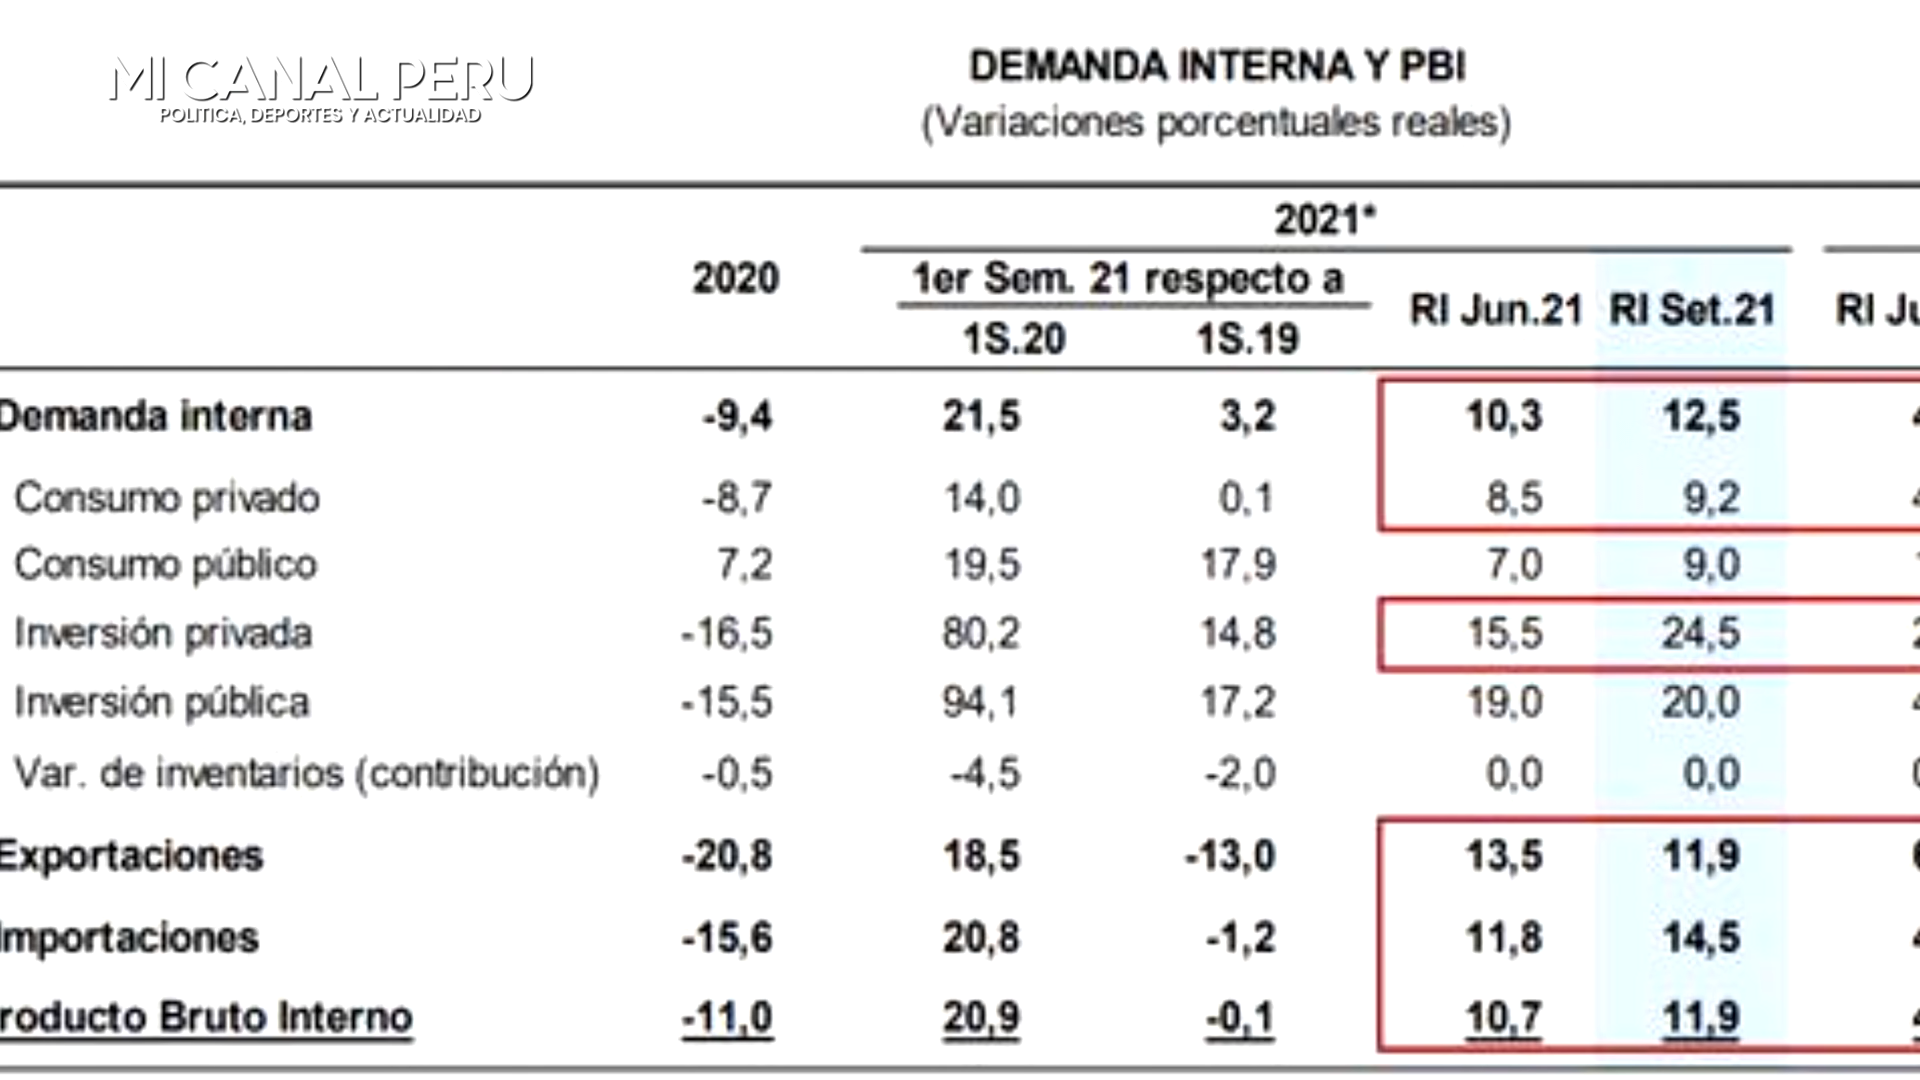 MI CANAL PERU
POLITICA, DEPORTES Y ACTUALIDAD
DEMANDA INTERNA Y PBI
(Variaciones porcentuales reales)
2021*
2020 1er Sem. 21 respecto a
RI Jun.21 RI Set.21 RI Ju
1S.20 1S.19
Demanda interna -9,4 21,5 3,2 10,3 12,5
Consumo privado -8,7 14,0 0,1 8,5 9,2
Consumo público 7,2 19,5 17,9 7,0 9,0
Inversión privada -16,5 80,2 14,8 15,5 24,5
Inversión pública -15,5 94,1 17,2 19,0 20,0
Var. de inventarios (contribución) -0,5 -4,5 -2,0 0,0 0,0
Exportaciones -20,8 18,5 -13,0 13,5 11,9
Importaciones -15,6 20,8 -1,2 11,8 14,5
roducto Bruto Interno -11,0 20,9 -0,1 10,7 11,9